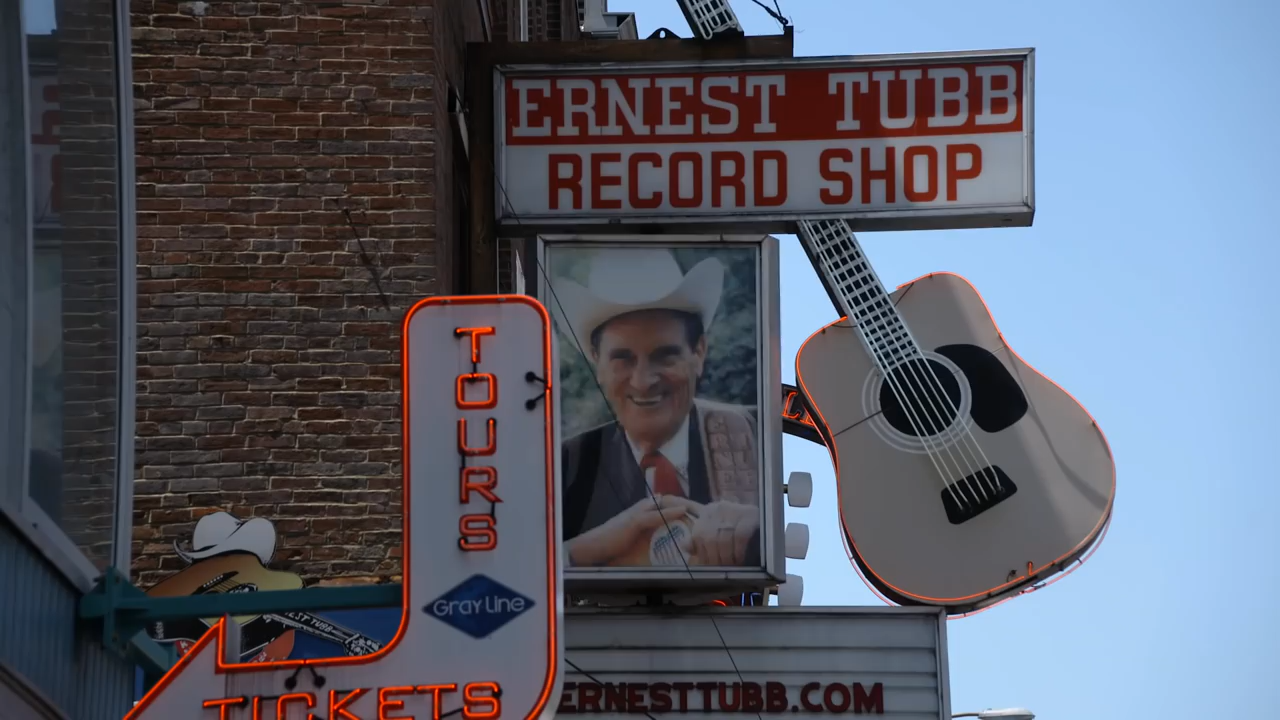 ERNEST TUBB
RECORD SHOP
TOURS
GRAY LINE
TICKETS
ERNESTTUBB.COM